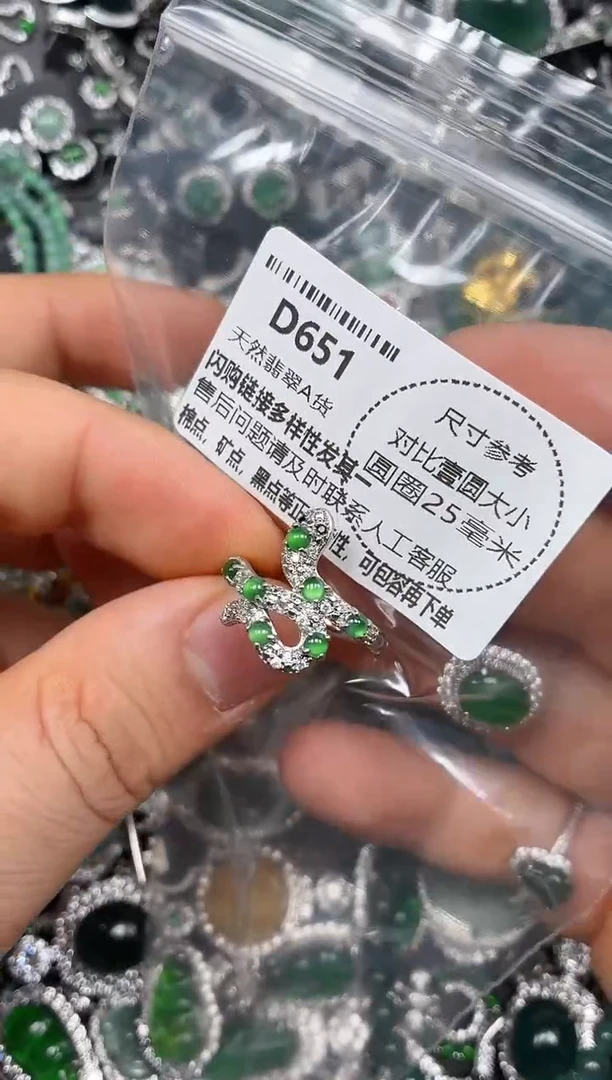 D651
天然翡翠A货
闪购链接多样性发其一
售后问题请及时联系人工客服
棉点,矿点,黑点等正 性,可包容再下单
尺寸参考
对比圆大小
圆圈25毫米